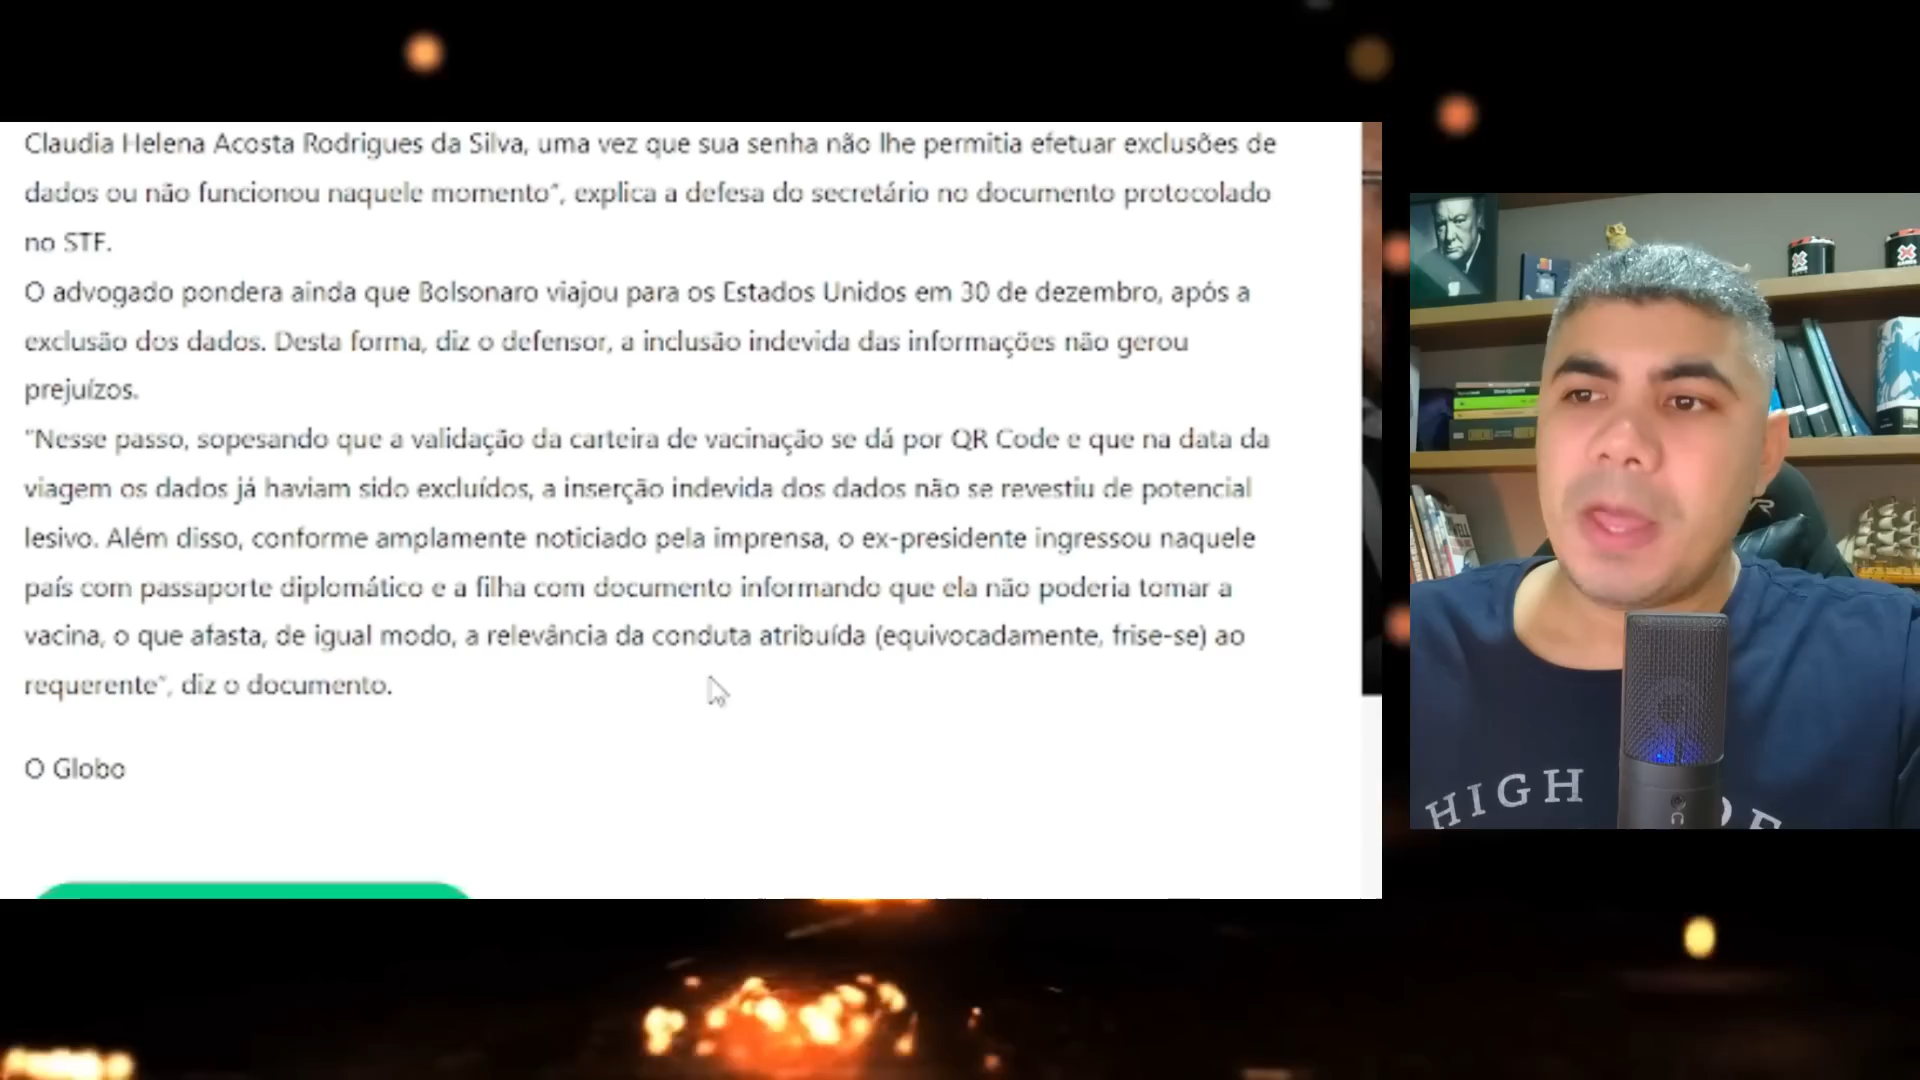 Claudia Helena Acosta Rodrigues da Silva, uma vez que sua senha não lhe permitia efetuar exclusões de
dados ou não funcionou naquele momento", explica a defesa do secretário no documento protocolado
no STF.
O advogado pondera ainda que Bolsonaro viajou para os Estados Unidos em 30 de dezembro, após a
exclusão dos dados. Desta forma, diz o defensor, a inclusão indevida das informações não gerou
prejuízos.
"Nesse passo, sopesando que a validação da carteira de vacinação se dá por QR Code e que na data da
viagem os dados já haviam sido excluídos, a inserção indevida dos dados não se revestiu de potencial
lesivo. Além disso, conforme amplamente noticiado pela imprensa, o ex-presidente ingressou naquele
país com passaporte diplomático e a filha com documento informando que ela não poderia tomar a
vacina, o que afasta, de igual modo, a relevância da conduta atribuída (equivocadamente, frise-se) ao
requerente", diz o documento.
O Globo
HIGH